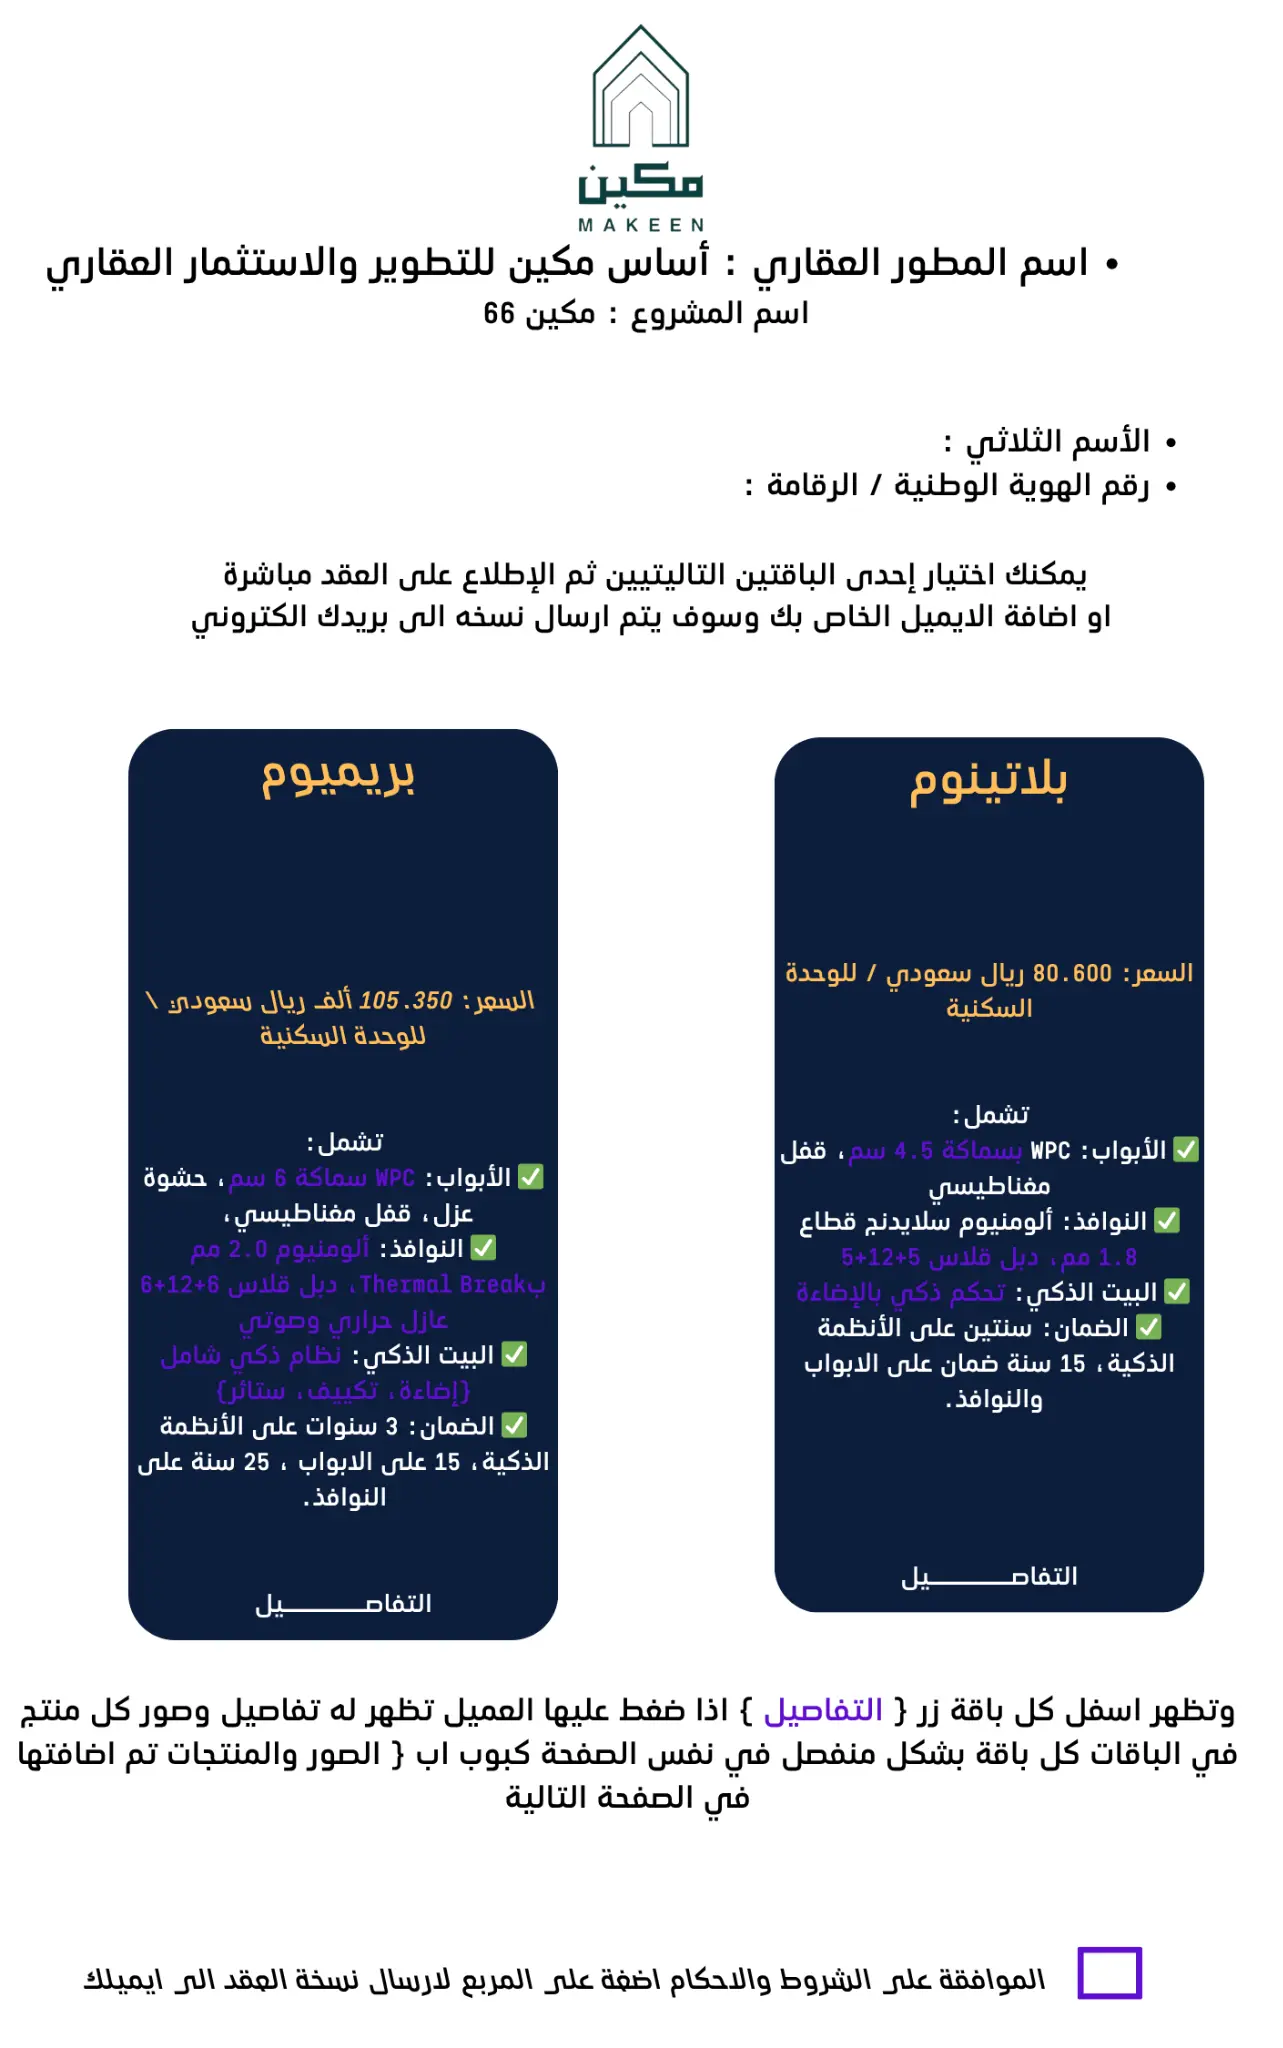 مكين
MAKEEN
• اسم المطور العقاري : أساس مكين للتطوير والاستثمار العقاري
اسم المشروع : مكين 66
• الأسم الثلاثي :
• رقم الهوية الوطنية / الرقامة :
يمكنك اختيار إحدى الباقتين التاليتيين ثم الإطلاع على العقد مباشرة
او اضافة الايميل الخاص بك وسوف يتم ارسال نسخه الى بريدك الكتروني
بلاتينوم
السعر: 80.600 ريال سعودي / للوحدة
السكنية
تشمل:
✅ الأبواب: WPC بسماكة 4.5 سم، قفل
مغناطيسي
✅ النوافذ: ألومنيوم سلايدنج قطاع
1.8 مم، دبل قلاس 5+12+5
✅ البيت الذكي: تحكم ذكي بالإضاءة
✅ الضمان: سنتين على الأنظمة
الذكية، 15 سنة ضمان على الابواب
والنوافذ.
التفاصــــــــــيل
بريميوم
السعر: 105.350 ألف ريال سعودي \
للوحدة السكنية
تشمل:
✅ الأبواب: WPC سماكة 6 سم، حشوة
عزل، قفل مغناطيسي،
✅ النوافذ: ألومنيوم 2.0 مم
بـThermal Break، دبل قلاس 6+12+6
عازل حراري وصوتي
✅ البيت الذكي: نظام ذكي شامل
{إضاءة، تكييف، ستائر}
✅ الضمان: 3 سنوات على الأنظمة
الذكية، 15 على الابواب ، 25 سنة على
النوافذ.
التفاصــــــــــيل
وتظهر اسفل كل باقة زر { التفاصيل } اذا ضغط عليها العميل تظهر له تفاصيل وصور كل منتج
في الباقات كل باقة بشكل منفصل في نفس الصفحة كبوب اب { الصور والمنتجات تم اضافتها
في الصفحة التالية
الموافقة على الشروط والاحكام اضغة على المربع لارسال نسخة العقد الى ايميلك